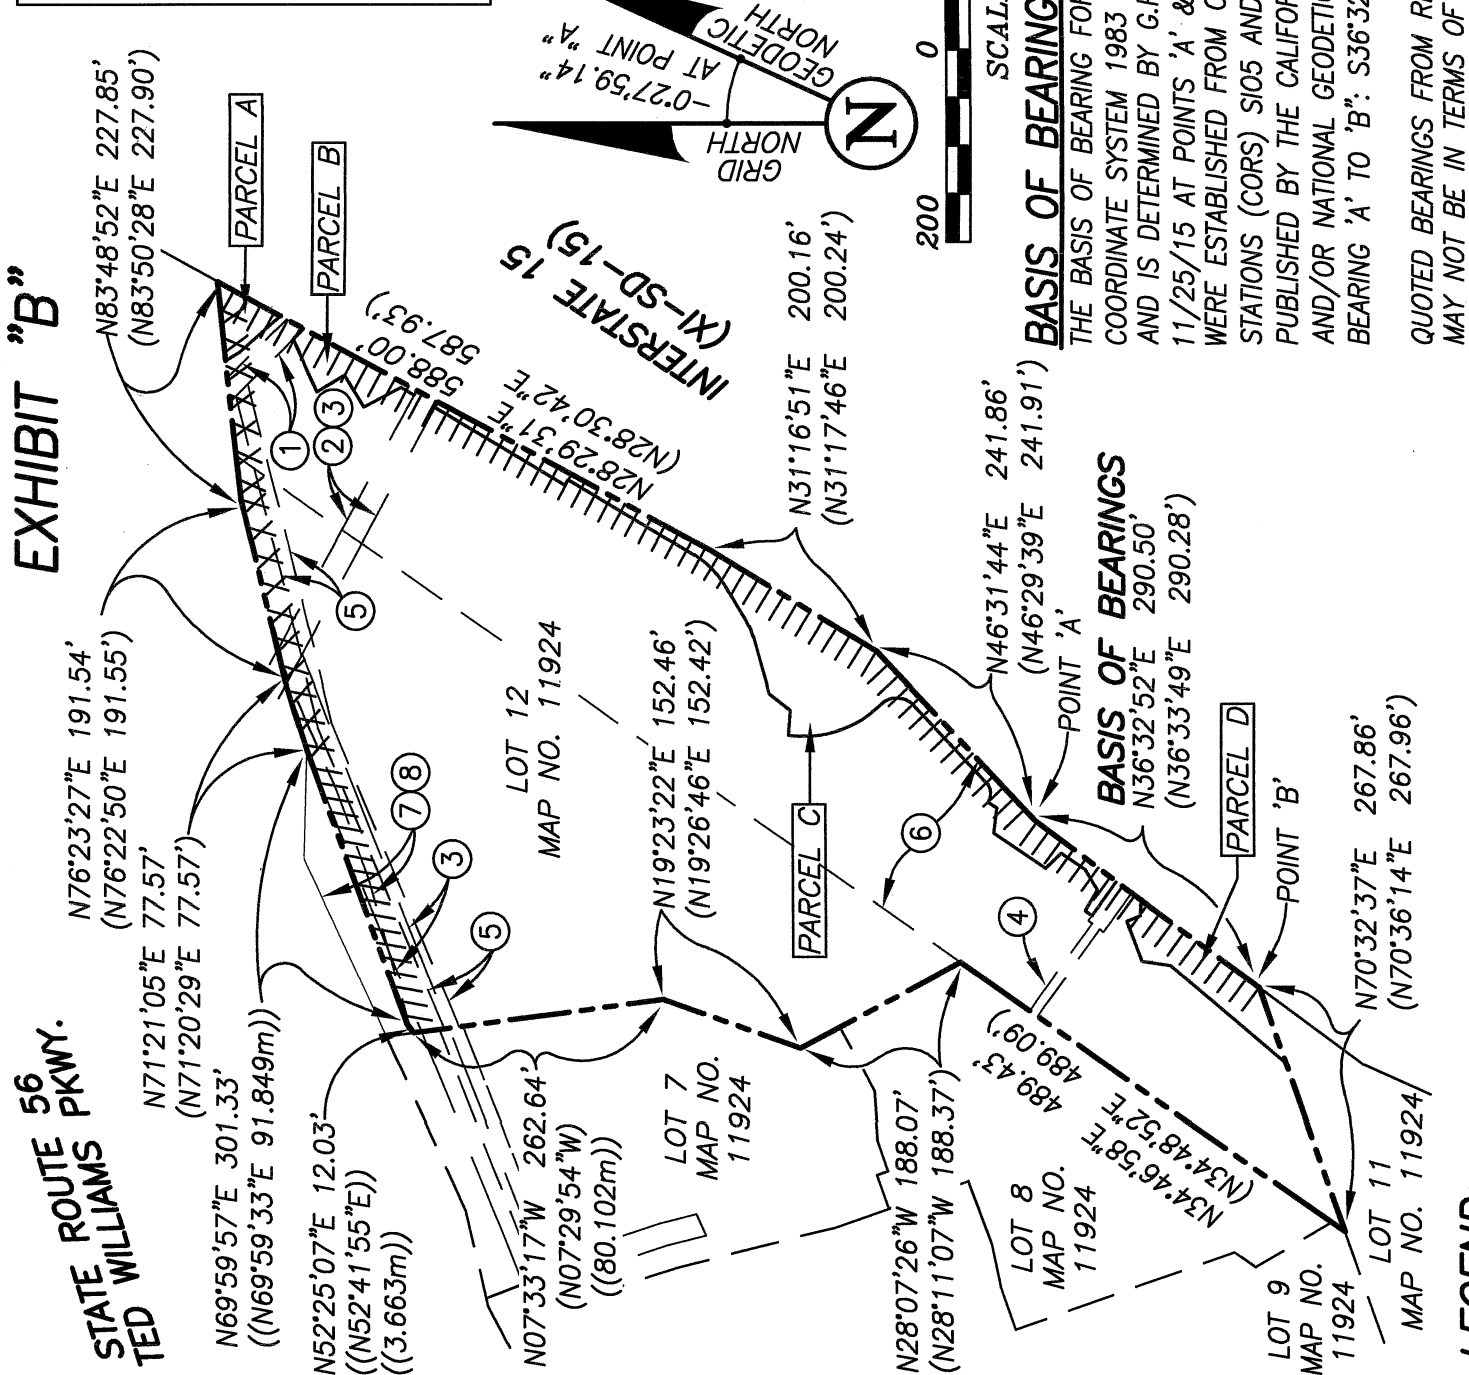 EXHIBIT "B"
STATE ROUTE 56
TED WILLIAMS PKWY.
N83°48'52"E 227.85'
(N83°50'28"E 227.90')
N76°23'27"E 191.54'
(N76°22'50"E 191.55')
N71°21'05"E 77.57'
(N71°20'29"E 77.57')
N69°59'57"E 301.33'
((N69°59'33"E 91.849m))
N52°25'07"E 12.03'
((N52°41'55"E))
((3.663m))
N07°33'17"W 262.64'
(N07°29'54"W)
((80.102m))
PARCEL A
PARCEL B
1
2
3
5
7
8
3
5
LOT 12
MAP NO. 11924
588.00'
587.93')
N28°29'31"E
(N28°30'42"E
INTERSTATE 15
(XI-SD-15)
GRID
NORTH
-0°27'59.14"
AT POINT "A"
GEODETIC
NORTH
N
N19°23'22"E 152.46'
(N19°26'46"E 152.42')
LOT 7
MAP NO.
11924
N31°16'51"E 200.16'
(N31°17'46"E 200.24')
PARCEL C
6
4
N28°07'26"W 188.07'
(N28°11'07"W 188.37')
N46°31'44"E 241.86'
(N46°29'39"E 241.91')
POINT 'A'
BASIS OF BEARINGS
N36°32'52"E 290.50'
(N36°33'49"E 290.28')
489.43'
489.09')
N34°46'58"E
(N34°48'52"E
LOT 8
MAP NO.
11924
PARCEL D
POINT 'B'
N70°32'37"E 267.86'
(N70°36'14"E 267.96')
LOT 9
MAP NO.
11924
LOT 11
MAP NO. 11924
LEGEND
200
0
BASIS OF BEARING
THE BASIS OF BEARING FOR
COORDINATE SYSTEM 1983
AND IS DETERMINED BY G.
11/25/15 AT POINTS 'A' &
WERE ESTABLISHED FROM
STATIONS (CORS) SI05 AND
PUBLISHED BY THE
AND/OR NATIONAL GEODETIC
BEARING 'A' TO 'B': S36°32
QUOTED BEARINGS FROM
MAY NOT BE IN TERMS OF